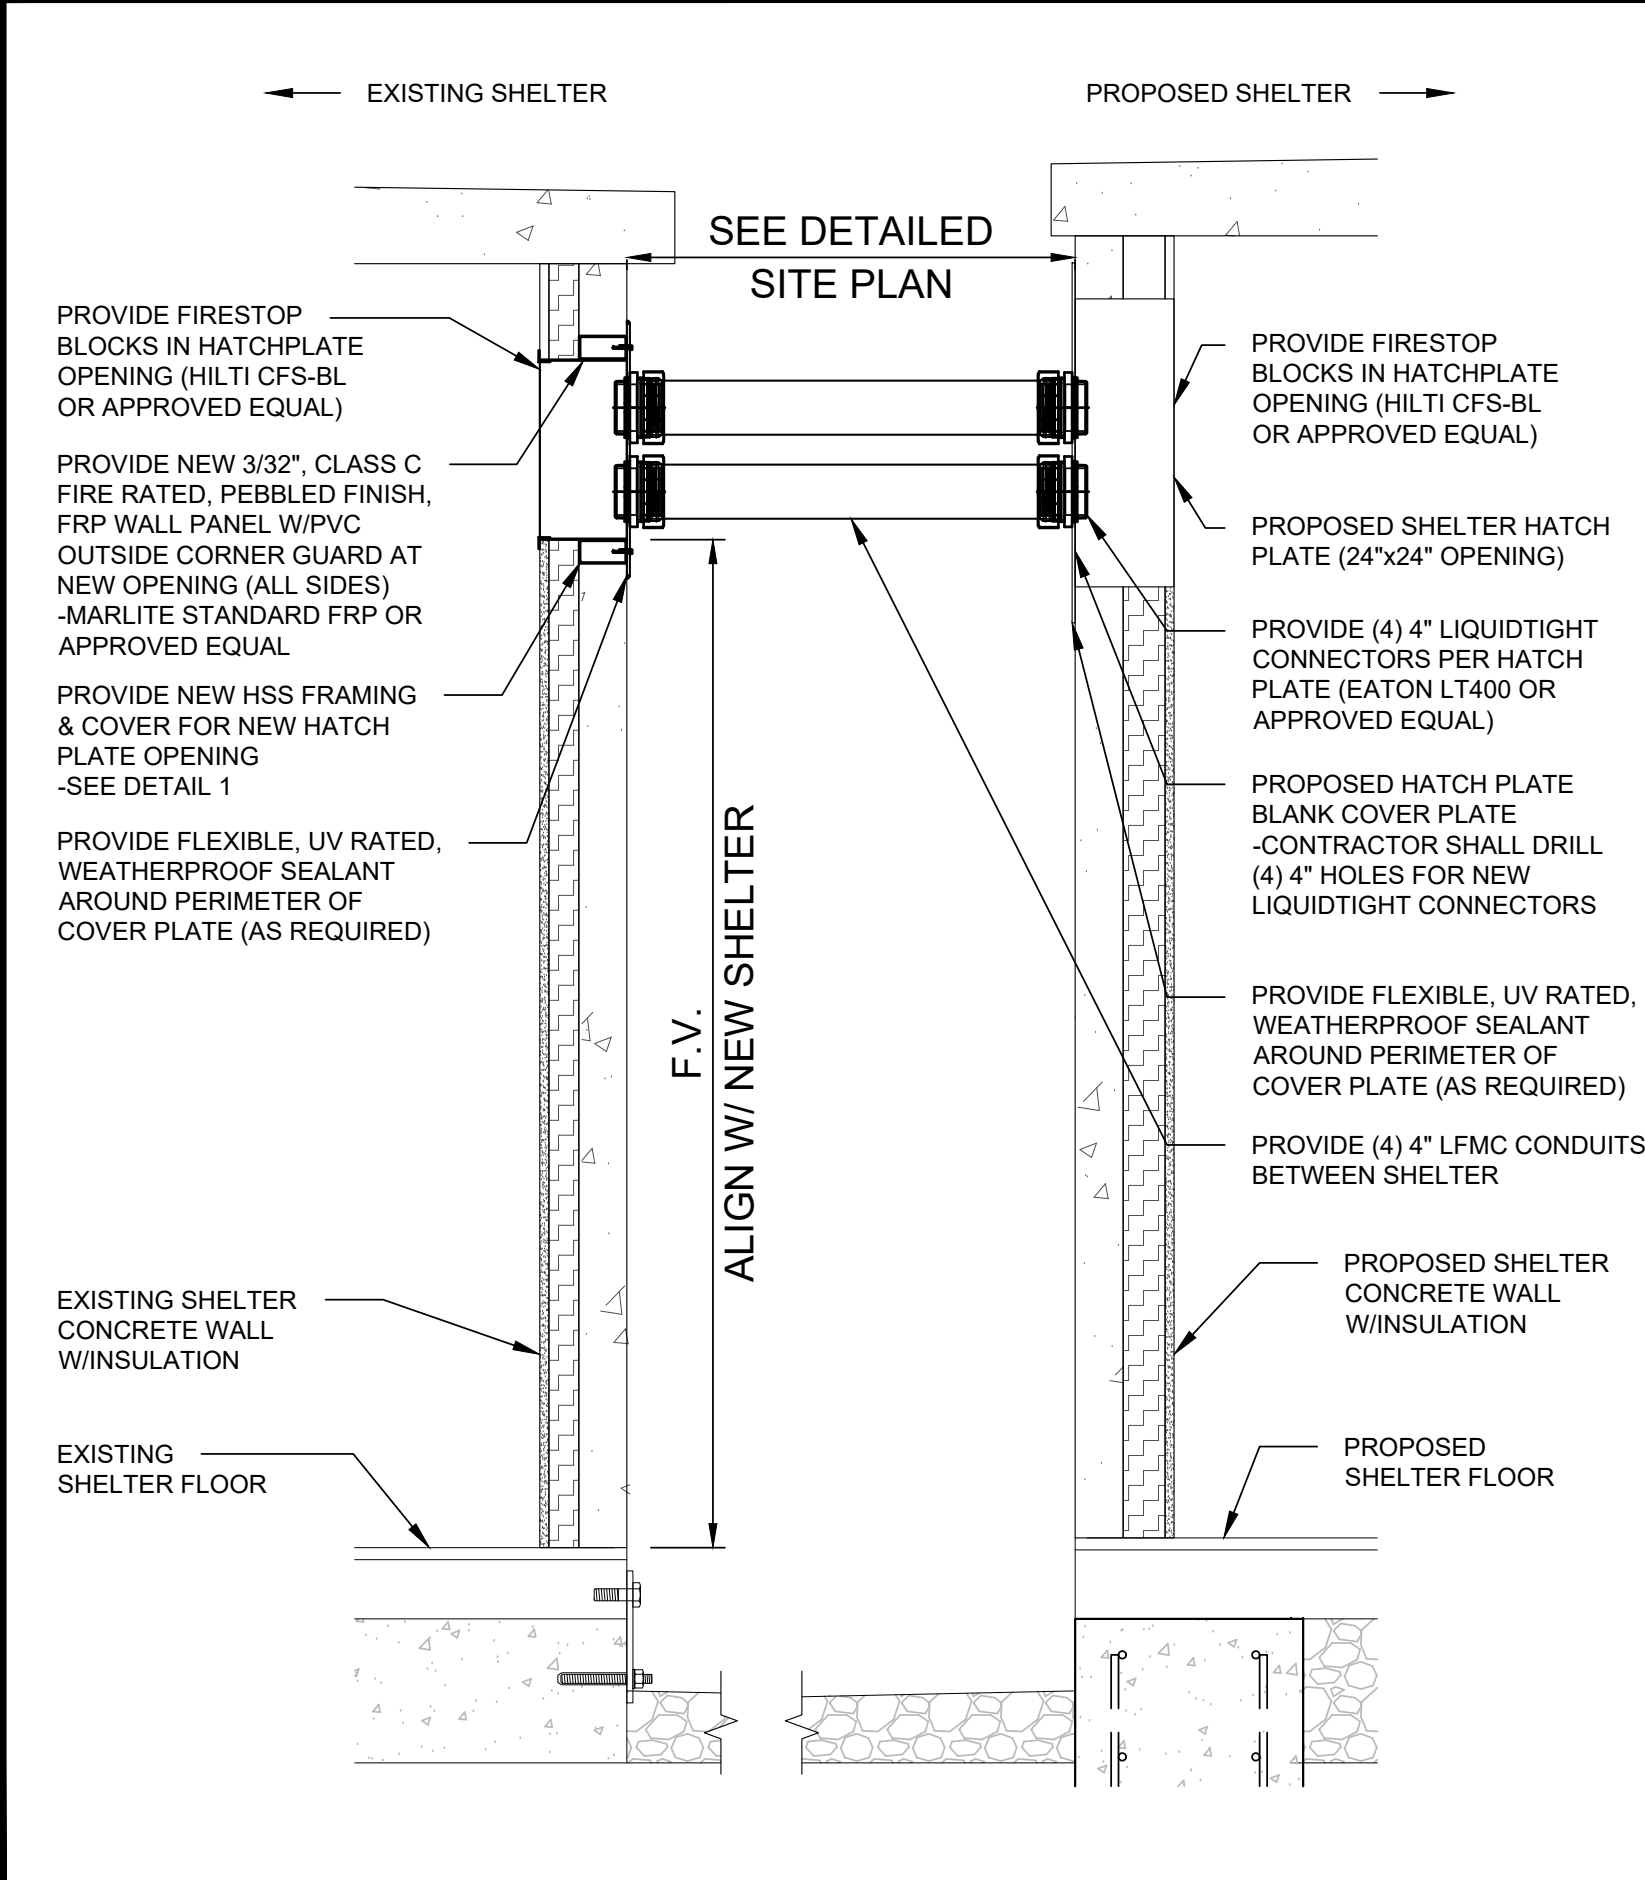 EXISTING SHELTER
PROPOSED SHELTER
SEE DETAILED
SITE PLAN
PROVIDE FIRESTOP
BLOCKS IN HATCHPLATE
OPENING (HILTI CFS-BL
OR APPROVED EQUAL)
PROVIDE NEW 3/32", CLASS C
FIRE RATED, PEBBLED FINISH,
FRP WALL PANEL W/PVC
OUTSIDE CORNER GUARD AT
NEW OPENING (ALL SIDES)
-MARLITE STANDARD FRP OR
APPROVED EQUAL
PROVIDE NEW HSS FRAMING
& COVER FOR NEW HATCH
PLATE OPENING
-SEE DETAIL 1
PROVIDE FLEXIBLE, UV RATED,
WEATHERPROOF SEALANT
AROUND PERIMETER OF
COVER PLATE (AS REQUIRED)
EXISTING SHELTER
CONCRETE WALL
W/INSULATION
EXISTING
SHELTER FLOOR
F.V.
ALIGN W/ NEW SHELTER
PROVIDE FIRESTOP
BLOCKS IN HATCHPLATE
OPENING (HILTI CFS-BL
OR APPROVED EQUAL)
PROPOSED SHELTER HATCH
PLATE (24"x24" OPENING)
PROVIDE (4) 4" LIQUIDTIGHT
CONNECTORS PER HATCH
PLATE (EATON LT400 OR
APPROVED EQUAL)
PROPOSED HATCH PLATE
BLANK COVER PLATE
-CONTRACTOR SHALL DRILL
(4) 4" HOLES FOR NEW
LIQUIDTIGHT CONNECTORS
PROVIDE FLEXIBLE, UV RATED,
WEATHERPROOF SEALANT
AROUND PERIMETER OF
COVER PLATE (AS REQUIRED)
PROVIDE (4) 4" LFMC CONDUITS
BETWEEN SHELTER
PROPOSED SHELTER
CONCRETE WALL
W/INSULATION
PROPOSED
SHELTER FLOOR